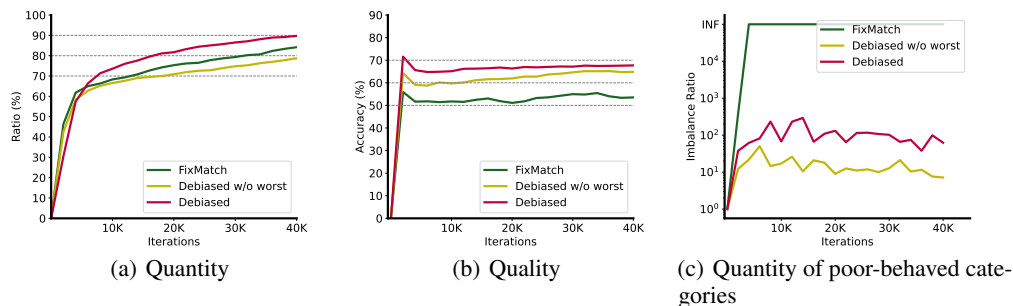 100
90
80
70
60
50
40
30
20
10
0
Ratio (%)
10K
20K
30K
40K
Iterations
FixMatch
Debiased w/o worst
Debiased
(a) Quantity
90
80
70
60
50
40
30
20
10
0
Accuracy (%)
10K
20K
30K
40K
Iterations
FixMatch
Debiased w/o worst
Debiased
(b) Quality
INF
10⁴
10³
10²
10¹
10⁰
Imbalance Ratio
10K
20K
30K
40K
Iterations
FixMatch
Debiased w/o worst
Debiased
(c) Quantity of poor-behaved cate-
gories